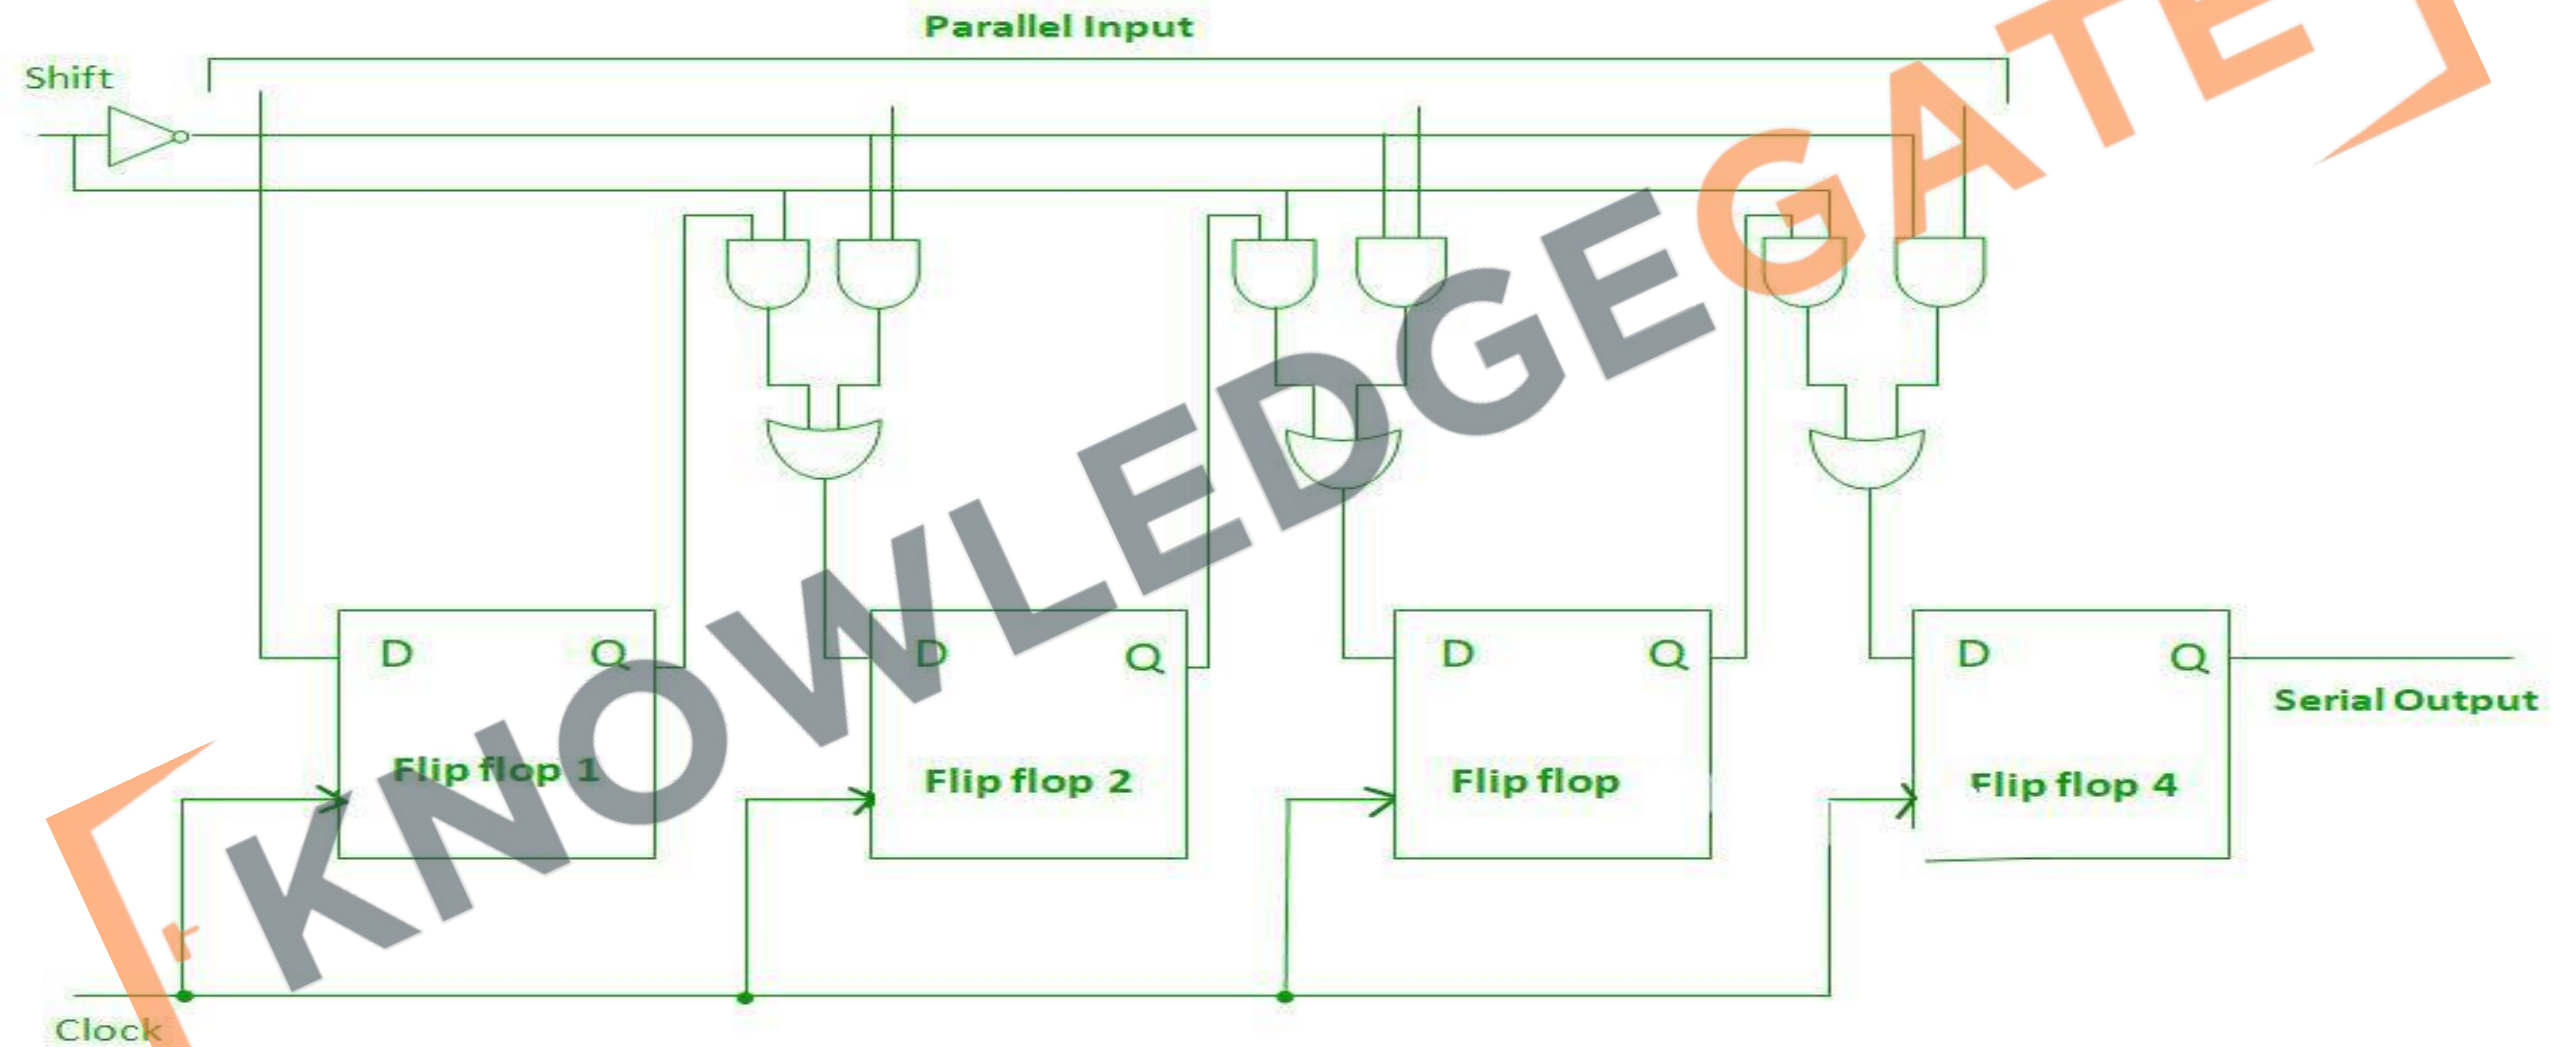 Parallel Input
Shift
D Q
D Q
D Q
D Q
Serial Output
Flip flop 1
Flip flop 2
Flip flop
Flip flop 4
Clock
KNOWLEDGEGATE